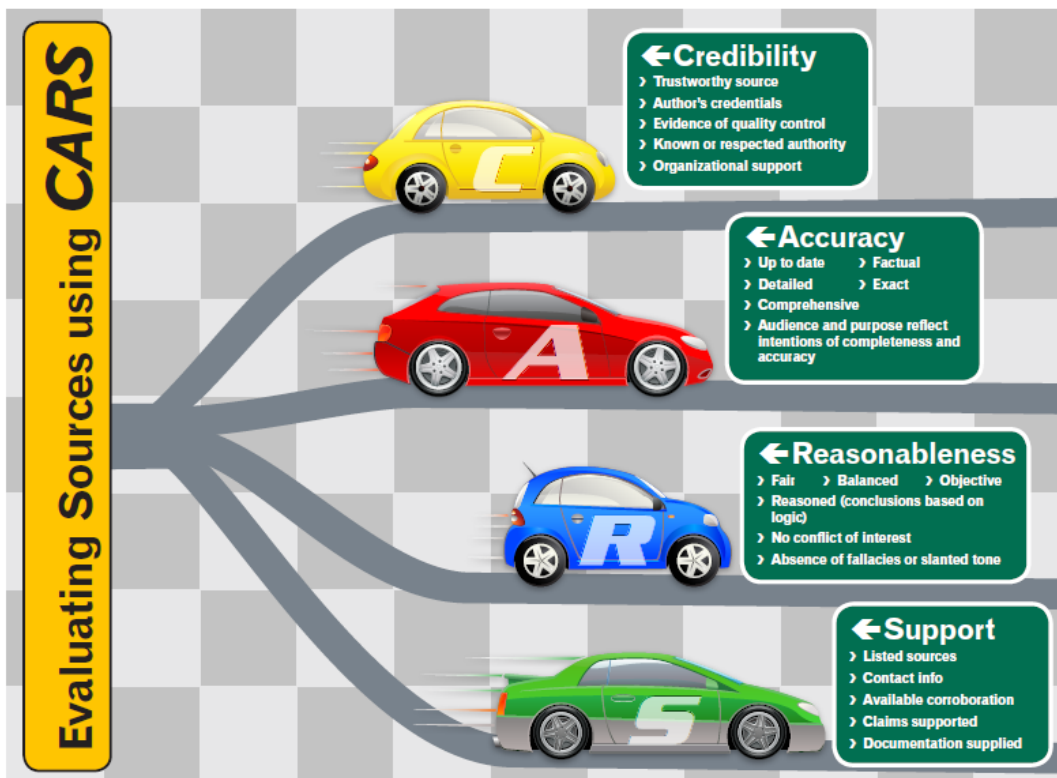 Evaluating Sources using CARS
C
←Credibility
› Trustworthy source
› Author's credentials
› Evidence of quality control
› Known or respected authority
› Organizational support
A
←Accuracy
› Up to date › Factual
› Detailed › Exact
› Comprehensive
› Audience and purpose reflect
intentions of completeness and
accuracy
R
←Reasonableness
› Fair › Balanced › Objective
› Reasoned (conclusions based on
logic)
› No conflict of interest
› Absence of fallacies or slanted tone
S
←Support
› Listed sources
› Contact info
› Available corroboration
› Claims supported
› Documentation supplied